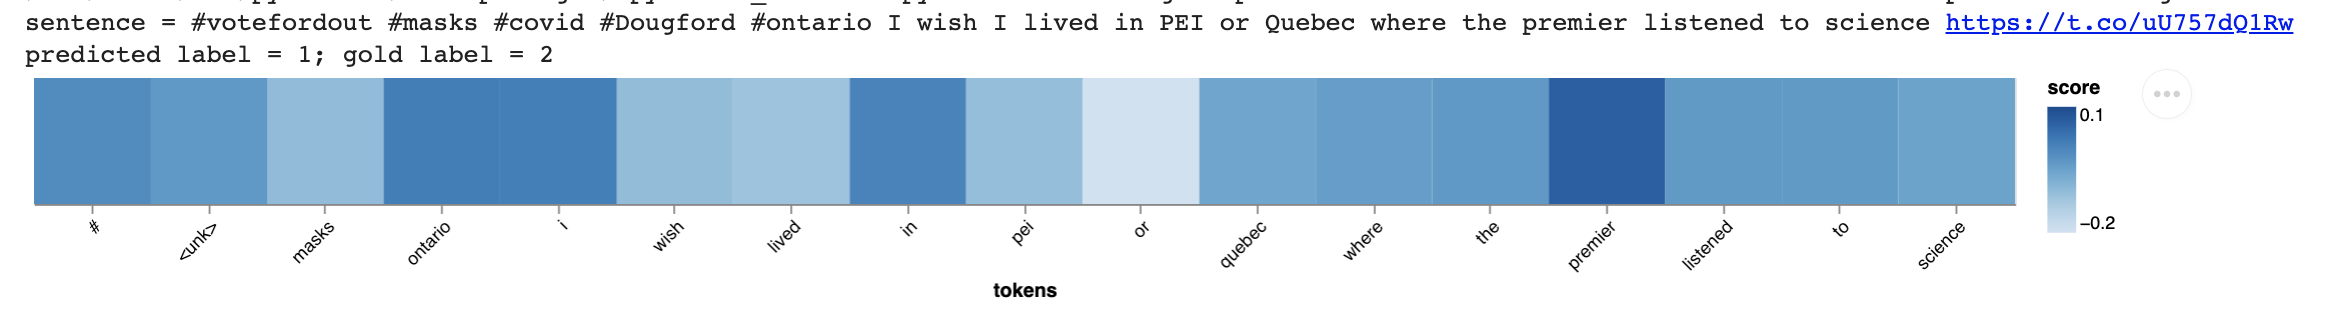 sentence = #votefordout #masks #covid #Dougford #ontario I wish I lived in PEI or Quebec where the premier listened to science https://t.co/uU757dQ1Rw
predicted label = 1; gold label = 2
score
0.1
−0.2
# <unk> masks ontario i wish lived in pei or quebec where the premier listened to science
tokens